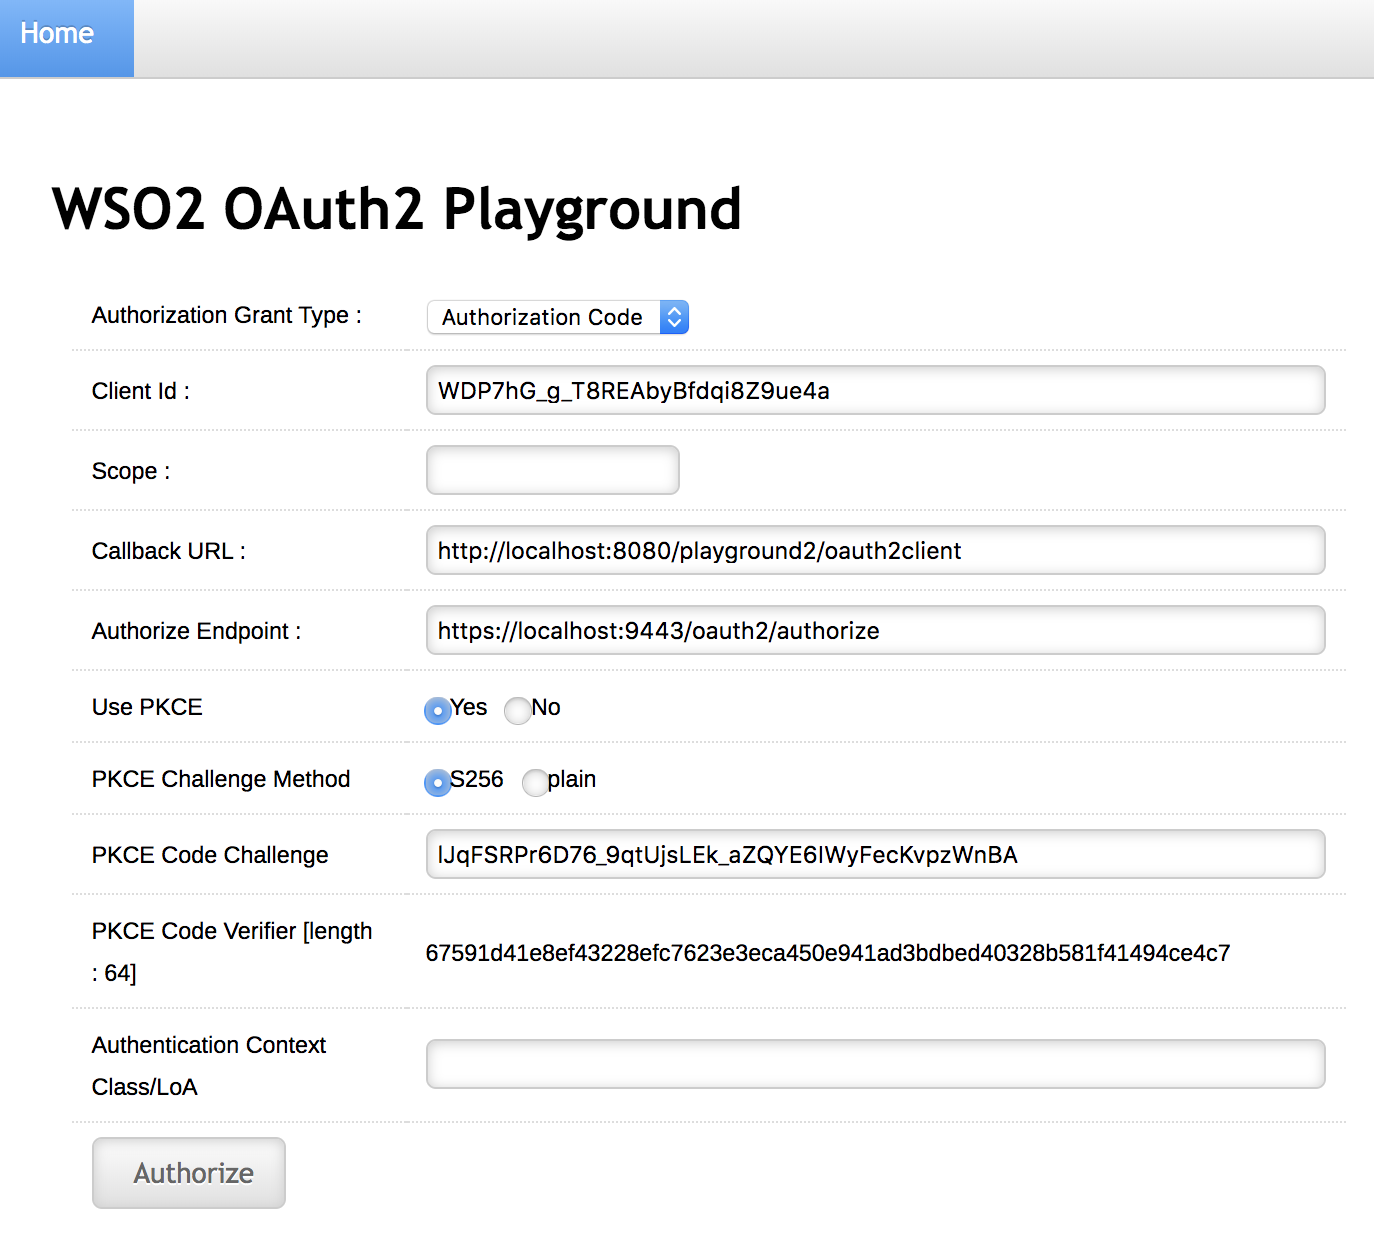 Home
WSO2 OAuth2 Playground
Authorization Grant Type : Authorization Code
Client Id : WDP7hG_g_T8REAbyBfdqi8Z9ue4a
Scope :
Callback URL : http://localhost:8080/playground2/oauth2client
Authorize Endpoint : https://localhost:9443/oauth2/authorize
Use PKCE Yes No
PKCE Challenge Method S256 plain
PKCE Code Challenge lJqFSRPr6D76_9qtUjsLEk_aZQYE6IWyFecKvpzWnBA
PKCE Code Verifier [length
: 64]
67591d41e8ef43228efc7623e3eca450e941ad3bdbed40328b581f41494ce4c7
Authentication Context
Class/LoA
Authorize